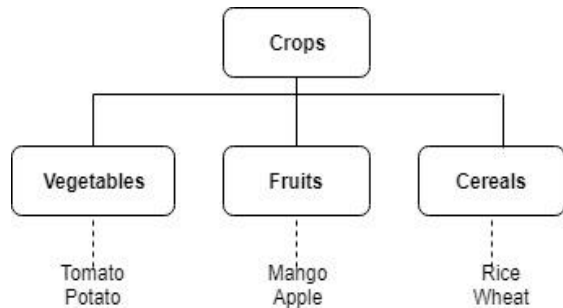 Crops
Vegetables
Fruits
Cereals
Tomato
Potato
Mango
Apple
Rice
Wheat